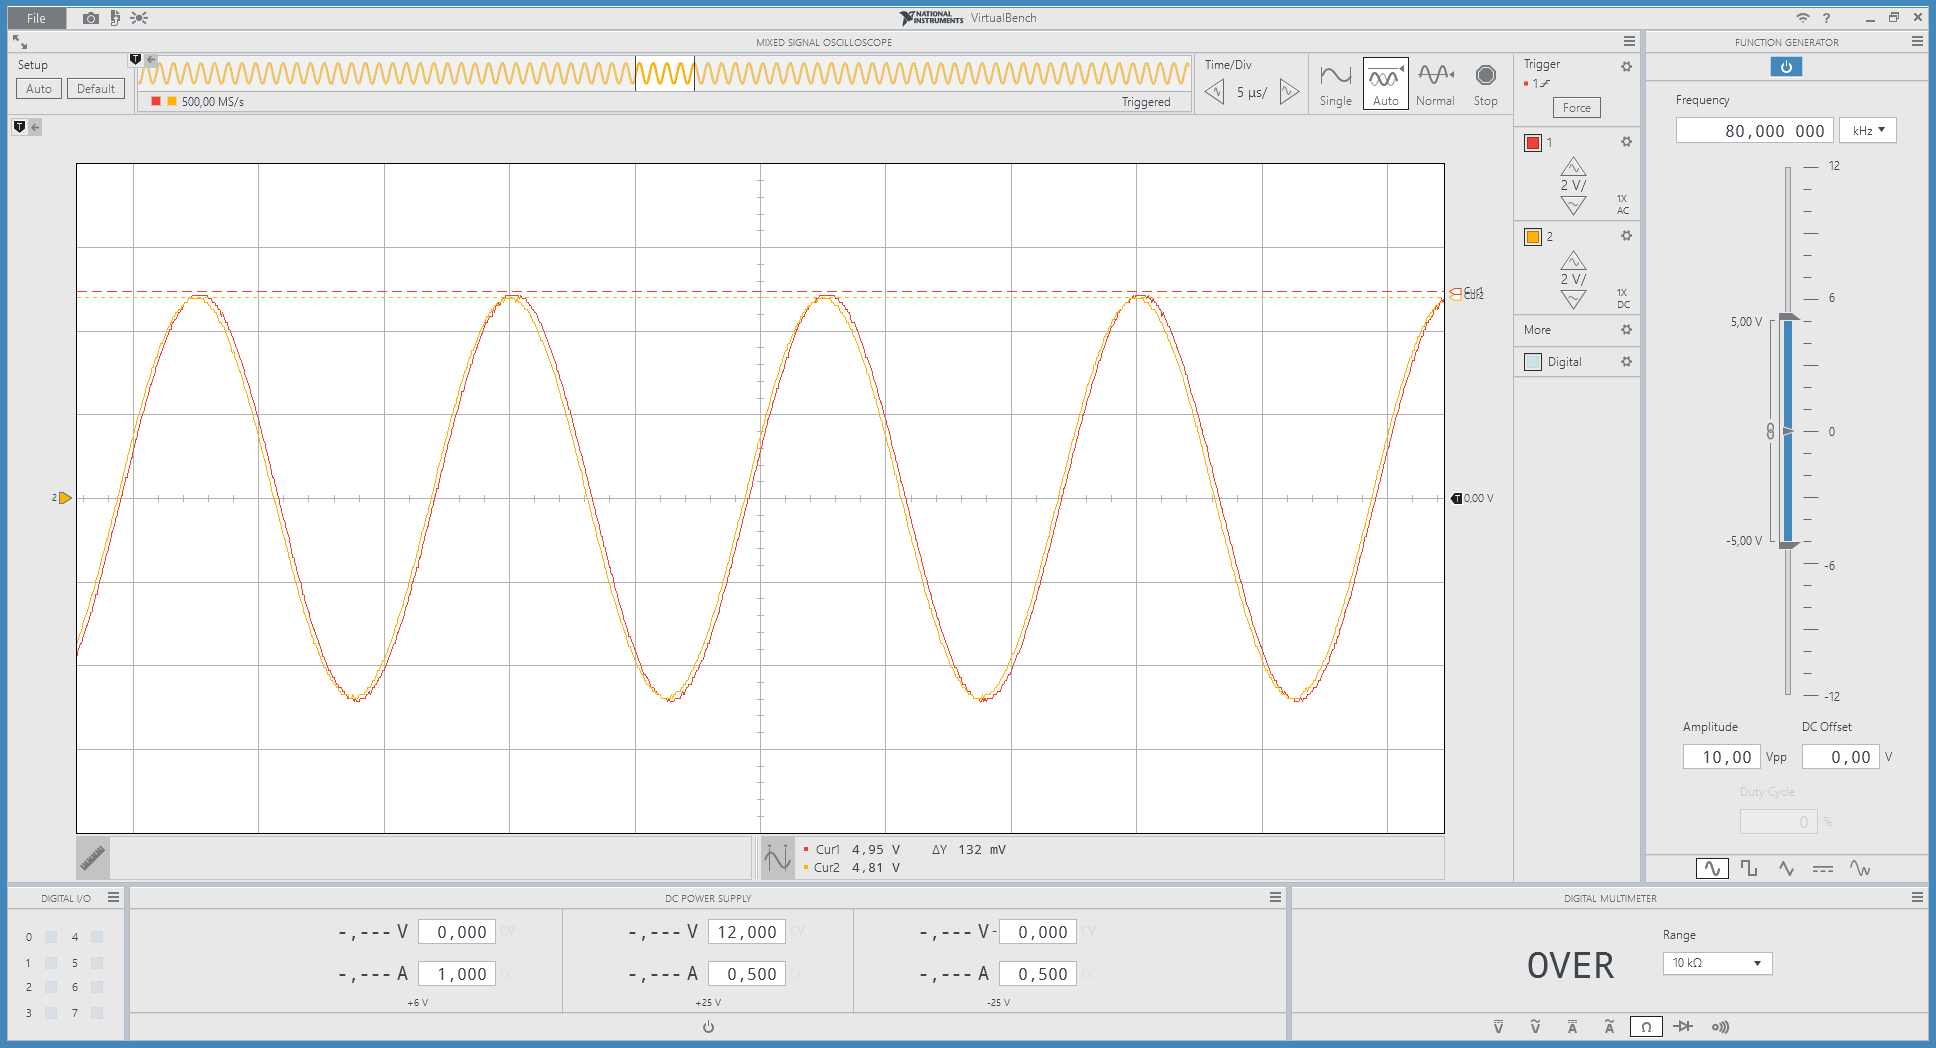 File
NATIONAL INSTRUMENTS VirtualBench
?
MIXED SIGNAL OSCILLOSCOPE
FUNCTION GENERATOR
Setup
Auto Default
T
500,00 MS/s
Triggered
Time/Div
5 µs/
Single Auto Normal Stop
Trigger
1
Force
1
2 V/
1X
AC
2
2 V/
1X
DC
More
Digital
T
Cur1
Cur2
2
T 0,00 V
Cur1 4,95 V ΔY 132 mV
Cur2 4,81 V
Frequency
80,000 000 kHz
12
6
5,00 V
0
-5,00 V
-6
-12
Amplitude DC Offset
10,00 Vpp 0,00 V
Duty Cycle
0 %
DIGITAL I/O
0 4
1 5
2 6
3 7
DC POWER SUPPLY
-,--- V 0,000 CV
-,--- A 1,000 CC
+6 V
-,--- V 12,000 CV
-,--- A 0,500 CC
+25 V
-,--- V - 0,000 CV
-,--- A 0,500 CC
-25 V
DIGITAL MULTIMETER
OVER
Range
10 kΩ
V V A A Ω